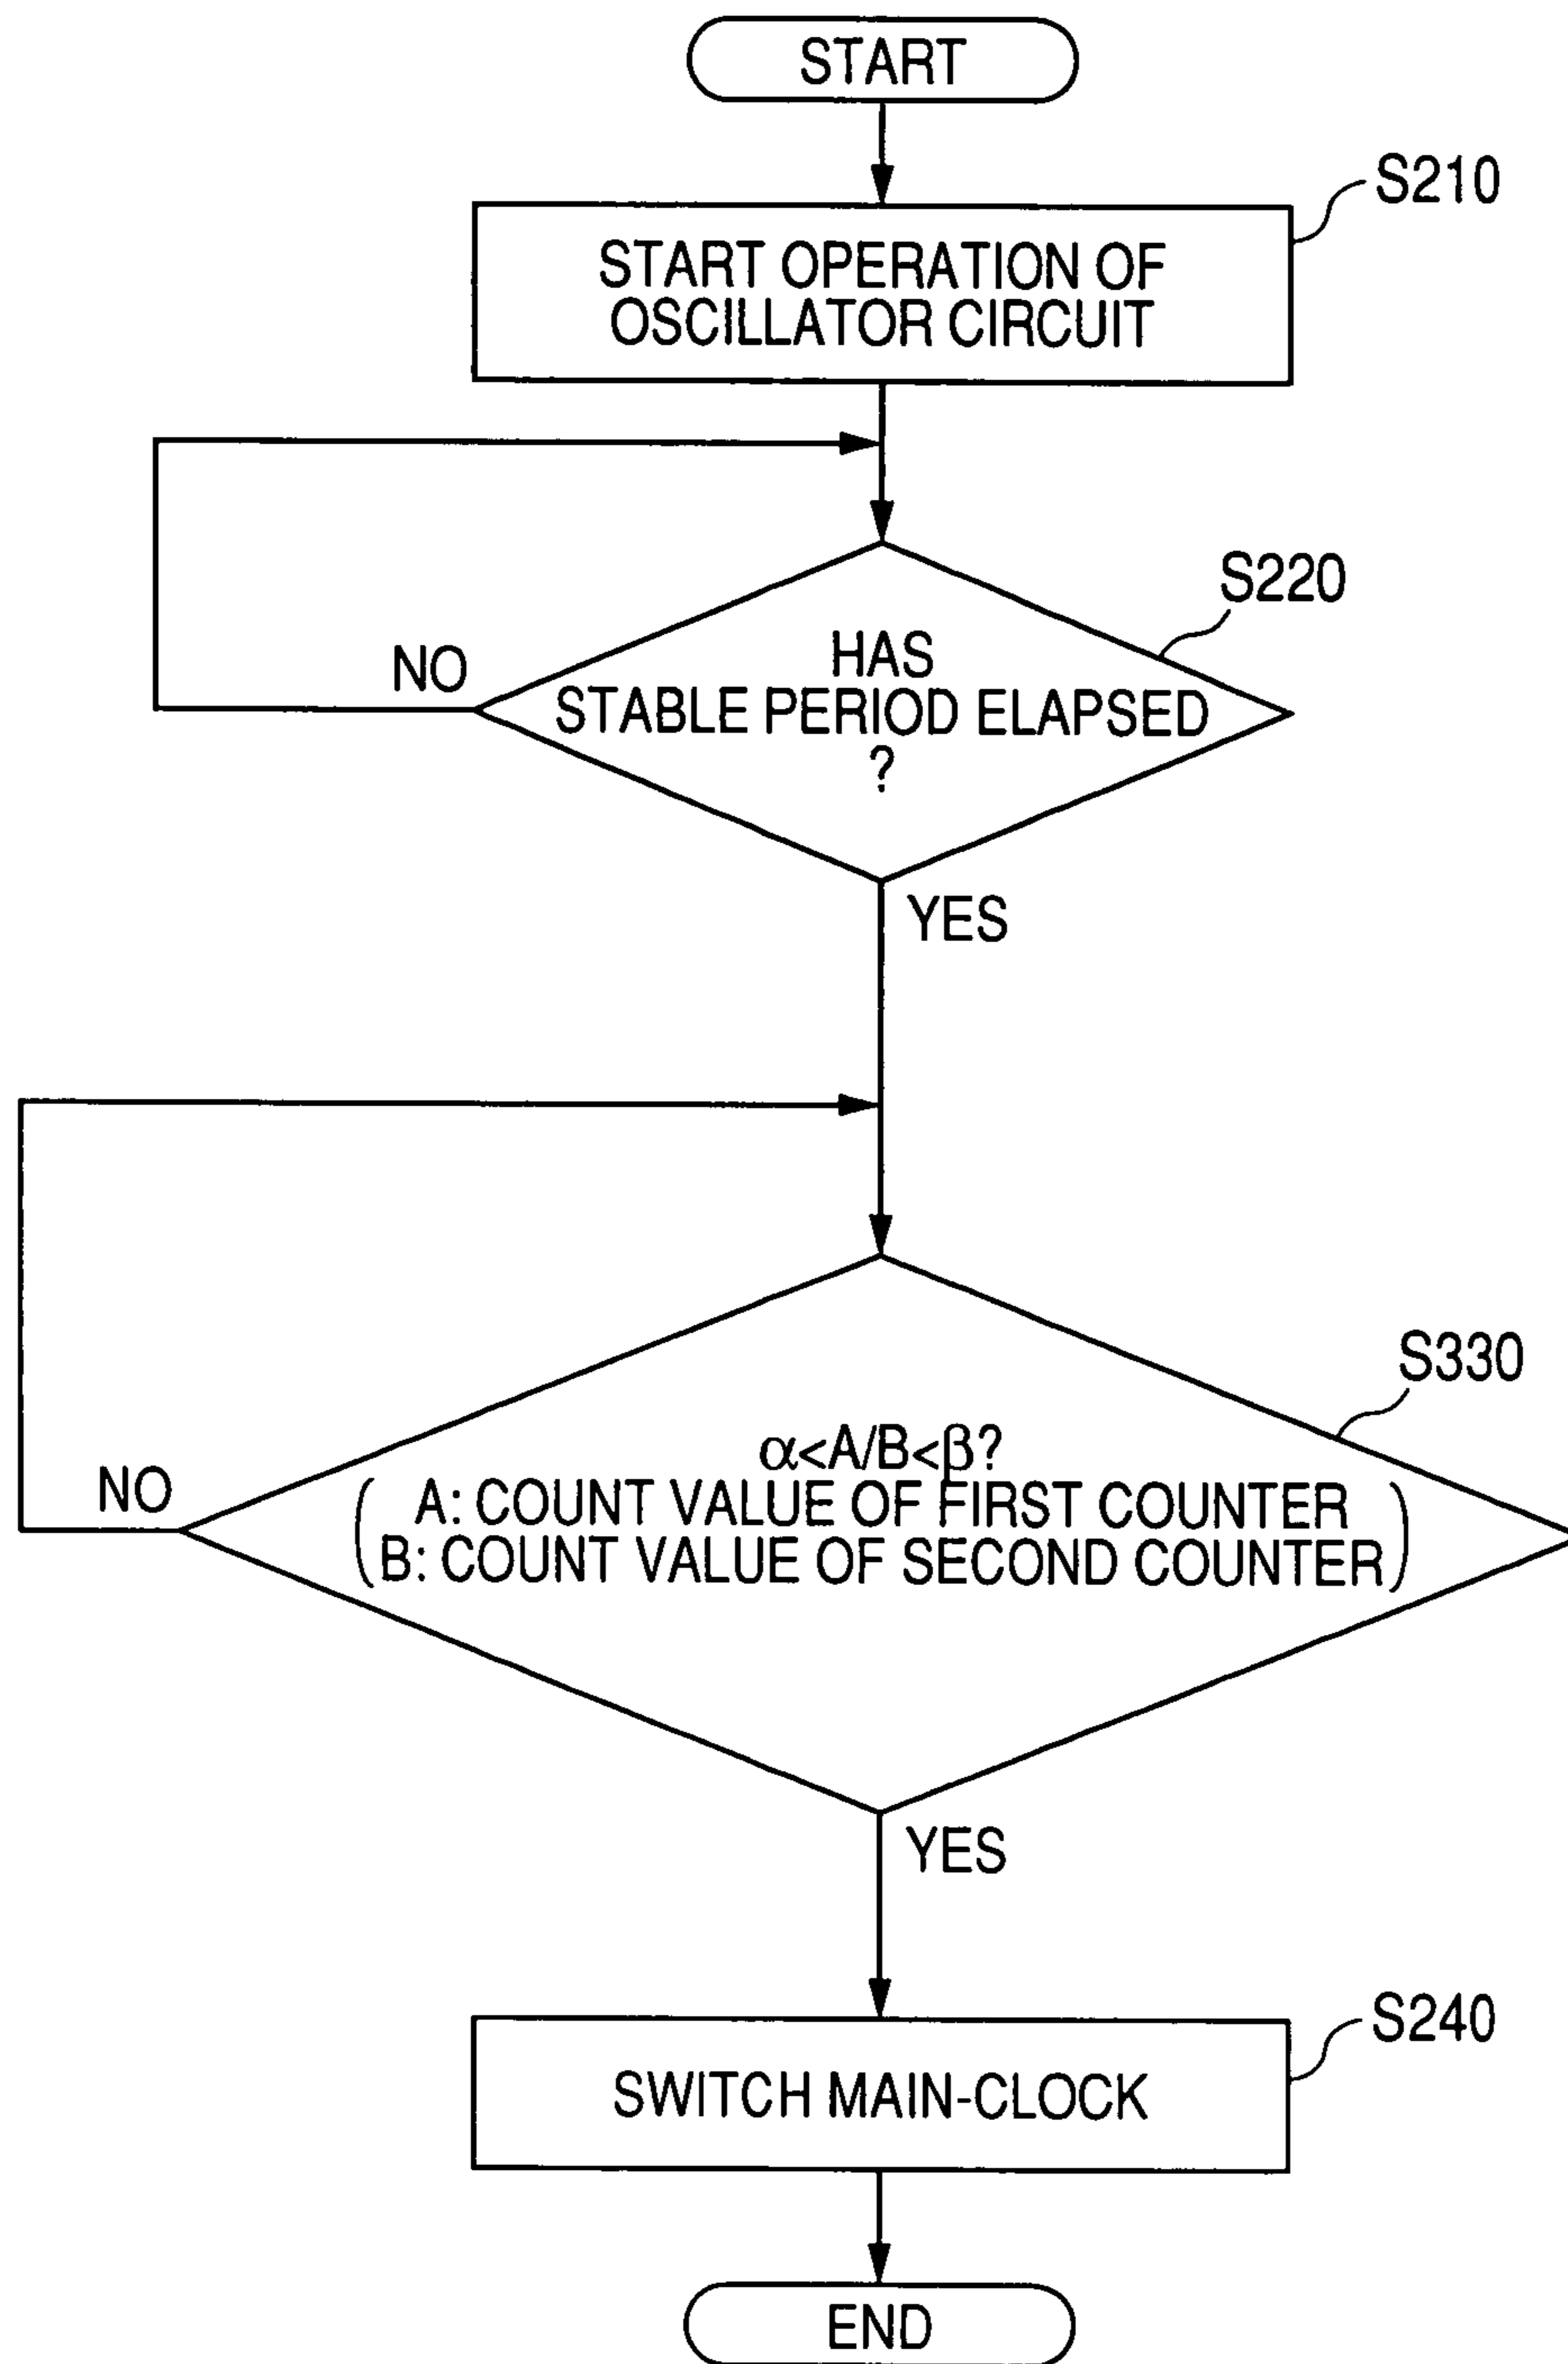 START
S210
START OPERATION OF
OSCILLATOR CIRCUIT
S220
HAS
STABLE PERIOD ELAPSED
?
NO
YES
S330
α<A/B<β?
( A: COUNT VALUE OF FIRST COUNTER
B: COUNT VALUE OF SECOND COUNTER )
NO
YES
S240
SWITCH MAIN-CLOCK
END